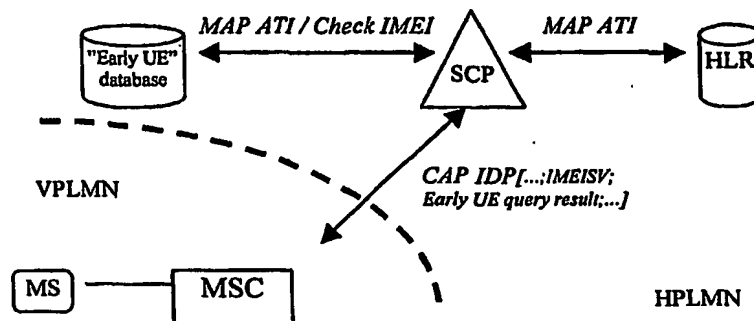 MAP ATI / Check IMEI
MAP ATI
"Early UE"
database
SCP
HLR
CAP IDP[...;IMEISV;
Early UE query result;...]
VPLMN
MS
MSC
HPLMN